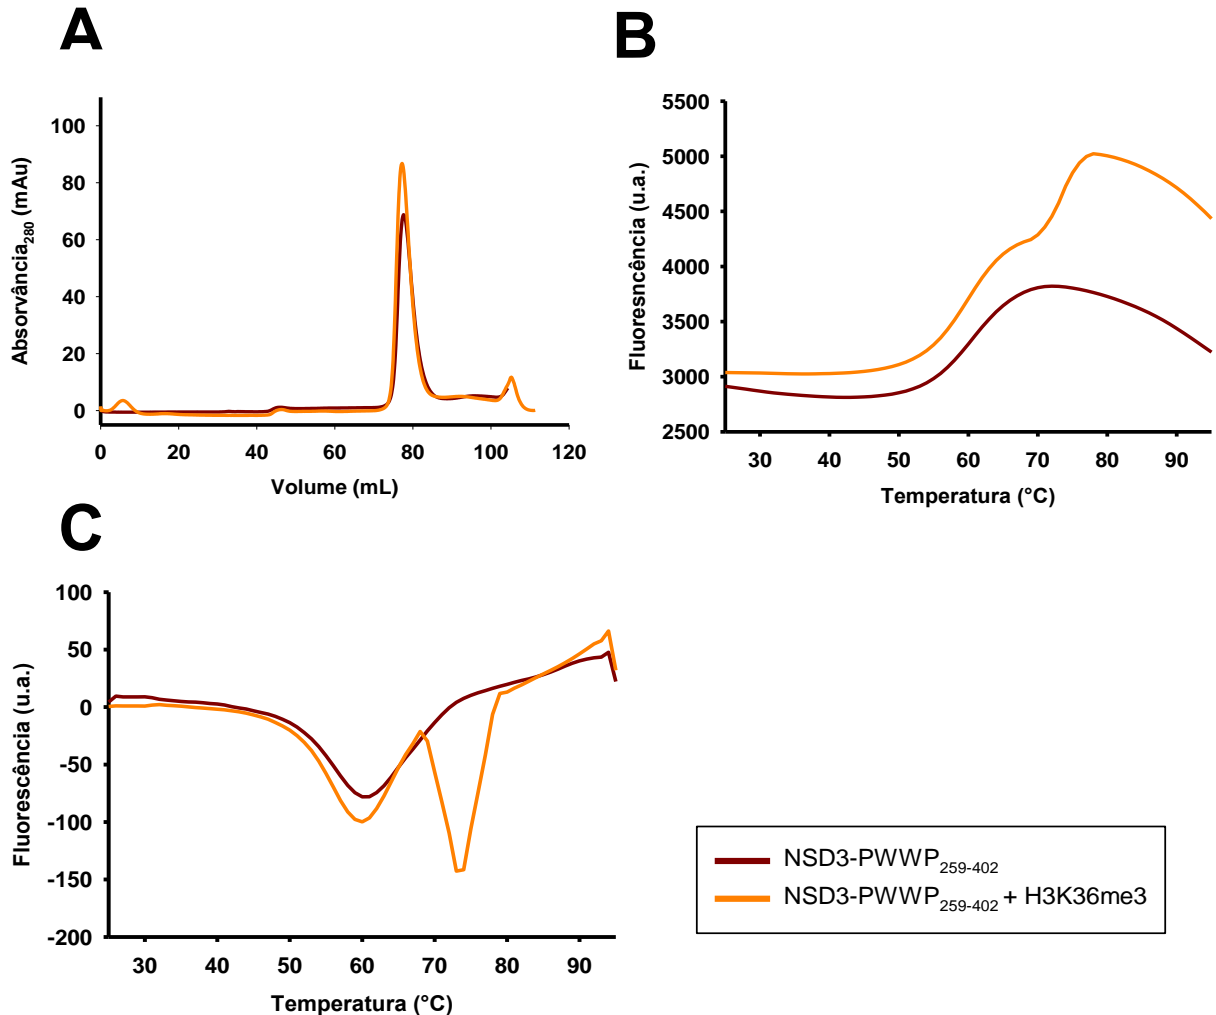 A
B
100
80
60
40
20
0
Absorvância280 (mAu)
0 20 40 60 80 100 120
Volume (mL)
5500
5000
4500
4000
3500
3000
2500
Fluoresncência (u.a.)
30 40 50 60 70 80 90
Temperatura (°C)
C
100
50
0
-50
-100
-150
-200
Fluorescência (u.a.)
30 40 50 60 70 80 90
Temperatura (°C)
NSD3-PWWP259-402
NSD3-PWWP259-402 + H3K36me3